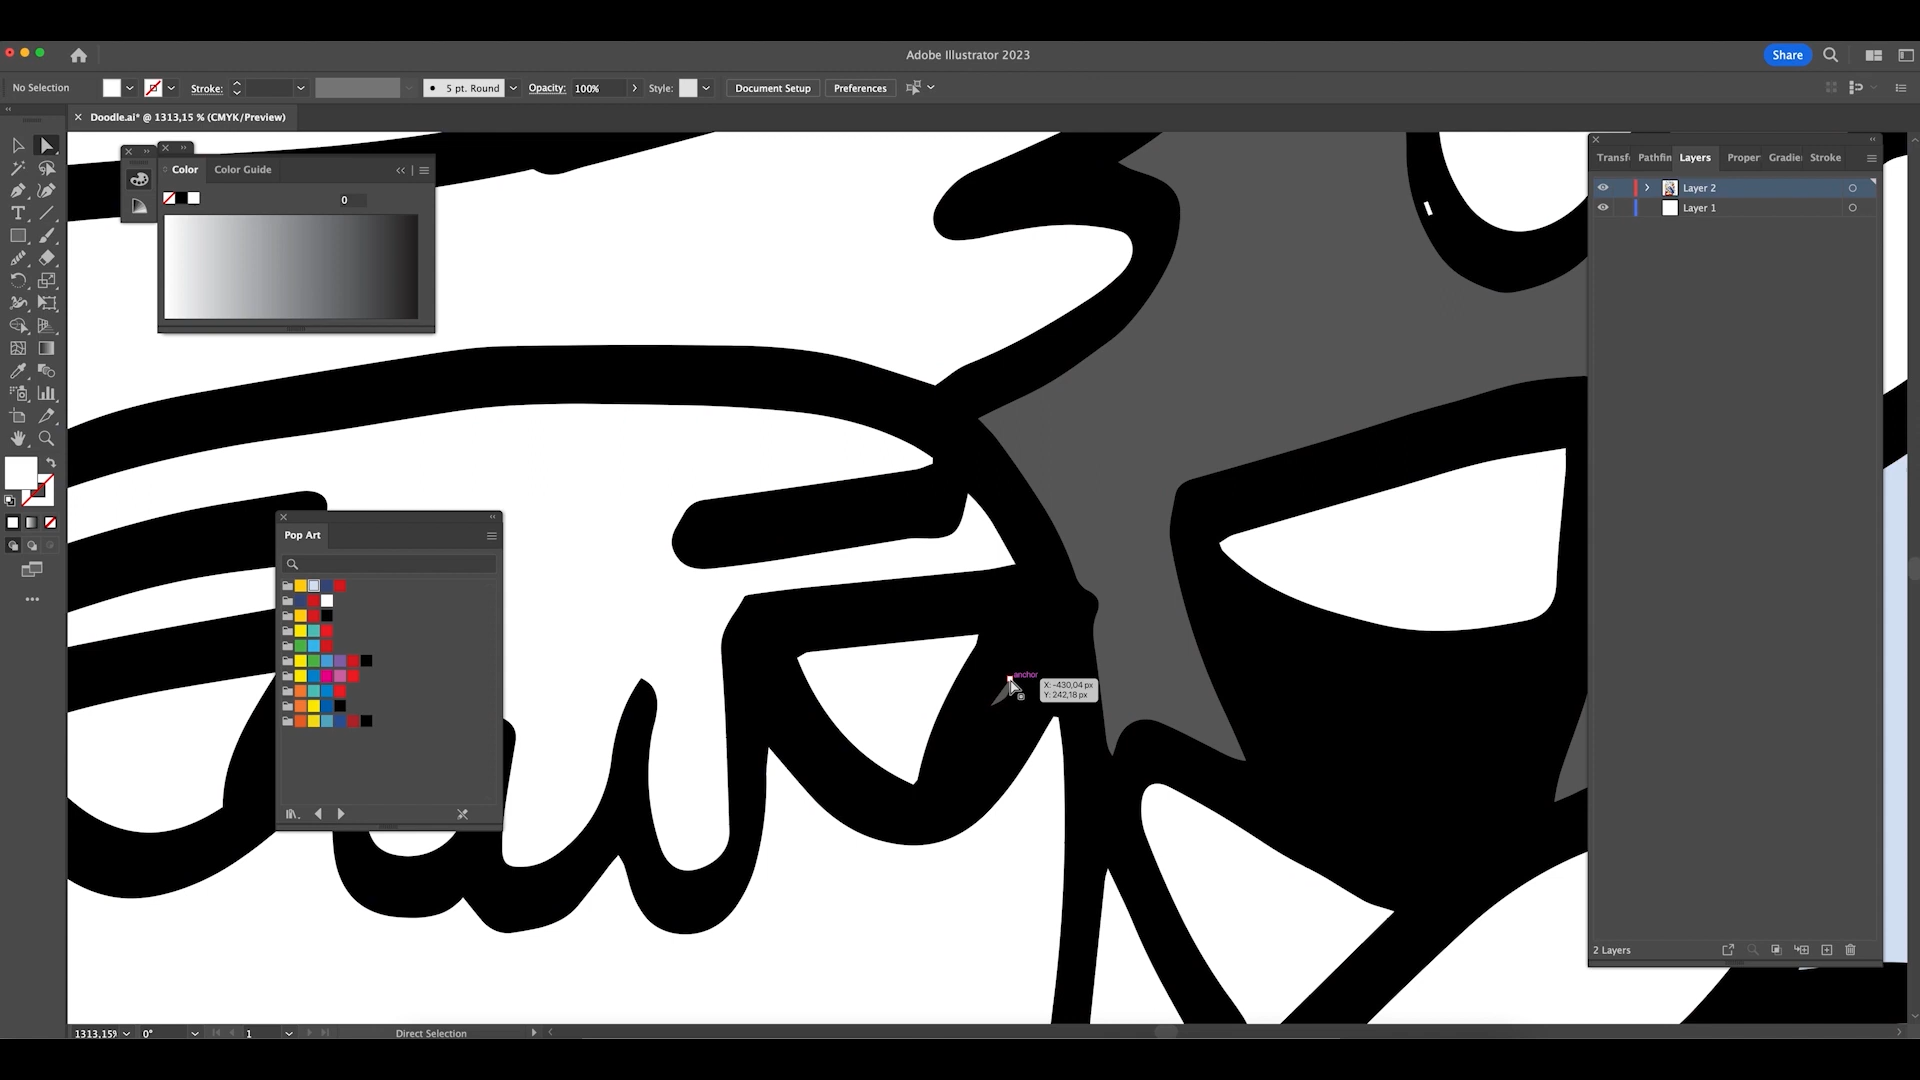 Adobe Illustrator 2023
Share
No Selection
Stroke:
5 pt. Round
Opacity: 100%
Style:
Document Setup
Preferences
Doodle.ai* @ 1313,15 % (CMYK/Preview)
Color
Color Guide
0
Transf
Pathfin
Layers
Proper
Gradie
Stroke
Layer 2
Layer 1
Pop Art
anchor
X: -430,04 px
Y: 242,18 px
2 Layers
1313,15%
0°
1
Direct Selection